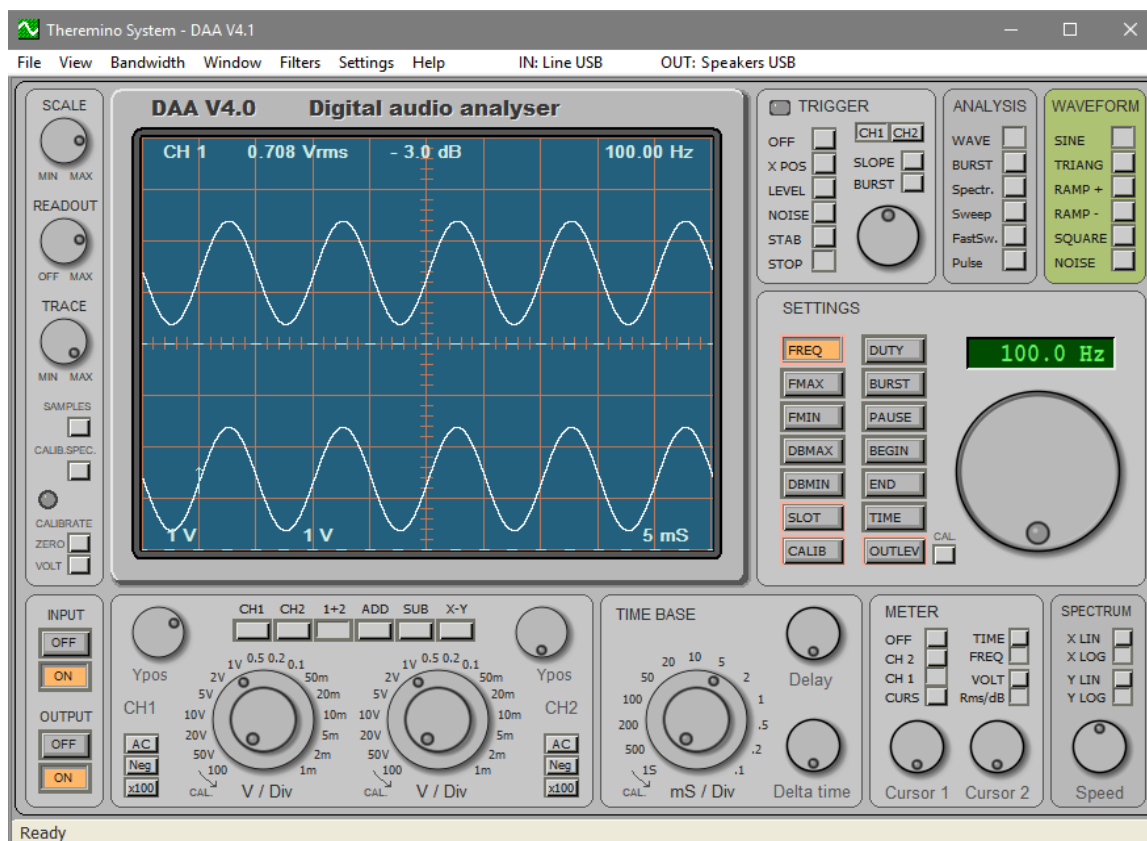 Theremino System - DAA V4.1
File View Bandwidth Window Filters Settings Help IN: Line USB OUT: Speakers USB
SCALE
MIN MAX
READOUT
OFF MAX
TRACE
MIN MAX
SAMPLES
CALIB.SPEC.
CALIBRATE
ZERO
VOLT
DAA V4.0 Digital audio analyser
CH 1 0.708 Vrms - 3.0 dB 100.00 Hz
1 V 1 V 5 mS
TRIGGER
CH1 CH2
OFF
X POS
LEVEL
NOISE
STAB
STOP
SLOPE
BURST
ANALYSIS
WAVE
BURST
Spectr.
Sweep
FastSw.
Pulse
WAVEFORM
SINE
TRIANG
RAMP +
RAMP -
SQUARE
NOISE
SETTINGS
FREQ DUTY
FMAX BURST
FMIN PAUSE
DBMAX BEGIN
DBMIN END
SLOT TIME
CALIB OUTLEV
CAL.
100.0 Hz
INPUT
OFF
ON
OUTPUT
OFF
ON
CH1 CH2 1+2 ADD SUB X-Y
Ypos
CH1
AC
Neg
x100
100 50V 20V 10V 5V 2V 1V 0.5 0.2 0.1 50m 20m 10m 5m 2m 1m
CAL.
V / Div
100 50V 20V 10V 5V 2V 1V 0.5 0.2 0.1 50m 20m 10m 5m 2m 1m
CAL.
V / Div
Ypos
CH2
AC
Neg
x100
TIME BASE
1S 500 200 100 50 20 10 5 2 1 .5 .2 .1
CAL.
mS / Div
Delay
Delta time
METER
OFF
CH 2
CH 1
CURS
TIME
FREQ
VOLT
Rms/dB
Cursor 1 Cursor 2
SPECTRUM
X LIN
X LOG
Y LIN
Y LOG
Speed
Ready